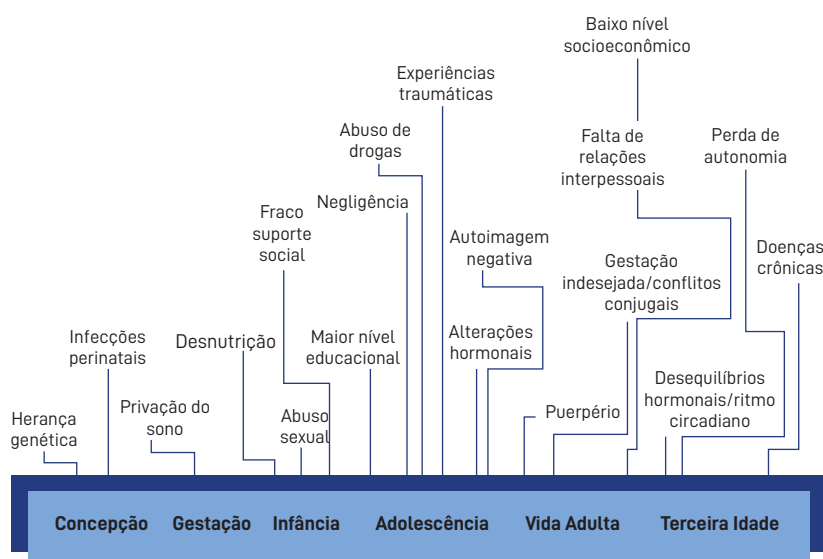 Baixo nível
socioeconômico
Experiências
traumáticas
Abuso de
drogas
Falta de
relações
interpessoais
Perda de
autonomia
Negligência
Fraco
suporte
social
Autoimagem
negativa
Gestação
indesejada/conflitos
conjugais
Doenças
crônicas
Infecções
perinatais
Desnutrição
Maior nível
educacional
Alterações
hormonais
Desequilíbrios
hormonais/ritmo
circadiano
Herança
genética
Privação do
sono
Abuso
sexual
Puerpério
Concepção
Gestação
Infância
Adolescência
Vida Adulta
Terceira Idade